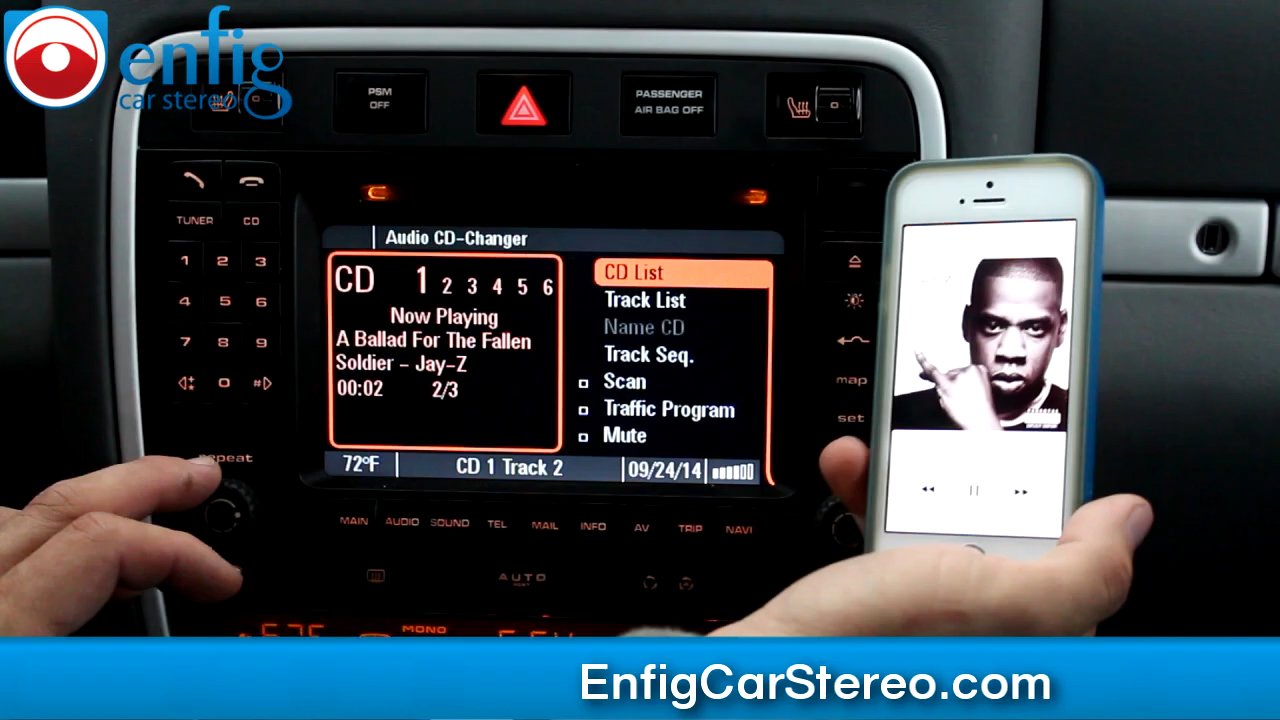 enfig
car stereo
PSM
OFF
PASSENGER
AIR BAG OFF
TUNER
CD
1 2 3
4 5 6
7 8 9
0 #
repeat
Audio CD-Changer
CD 1 2 3 4 5 6
Now Playing
A Ballad For The Fallen
Soldier - Jay-Z
00:02 2/3
CD List
Track List
Name CD
Track Seq.
Scan
Traffic Program
Mute
72°F
CD 1 Track 2
09/24/14
map
set
MAIN AUDIO SOUND TEL MAIL INFO AV TRIP NAVI
AUTO
MONO
EnfigCarStereo.com